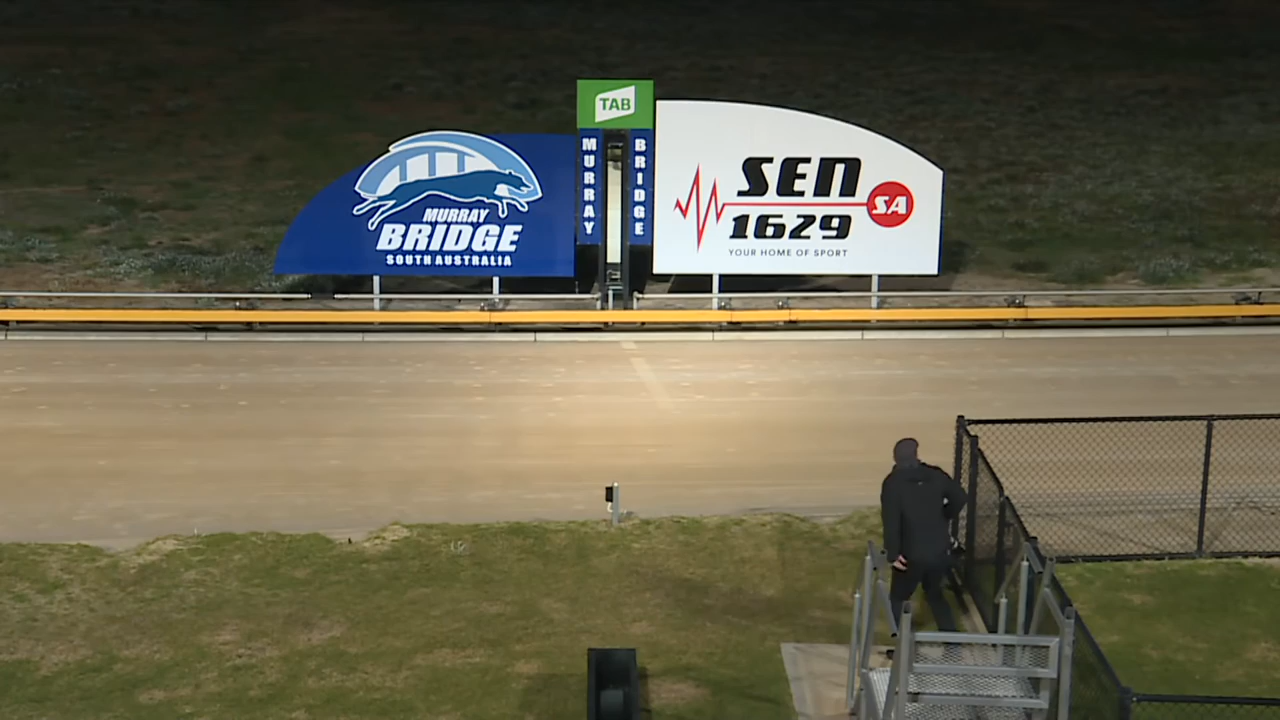 TAB
MURRAY
BRIDGE
MURRAY
BRIDGE
SOUTH AUSTRALIA
SEN
SA
1629
YOUR HOME OF SPORT